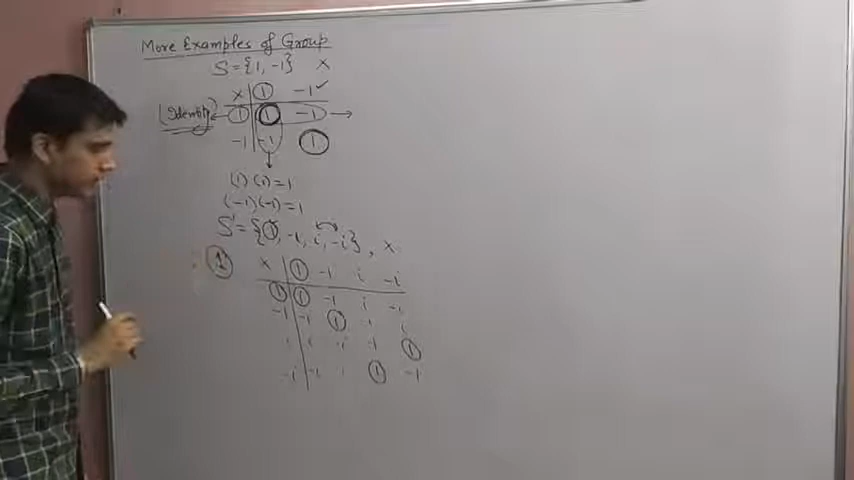 More Examples of Group
S = {1, -1} ×
× 1 -1 ✓
(Identity) ← 1 1 -1 →
-1 -1 1
(1) (1) = 1
(-1)(-1) = 1
S' = {1, -1, i, -i}, ×
1 × 1 -1 i -i
1 1 -1 i -i
-1 -1 1
1
1 -1